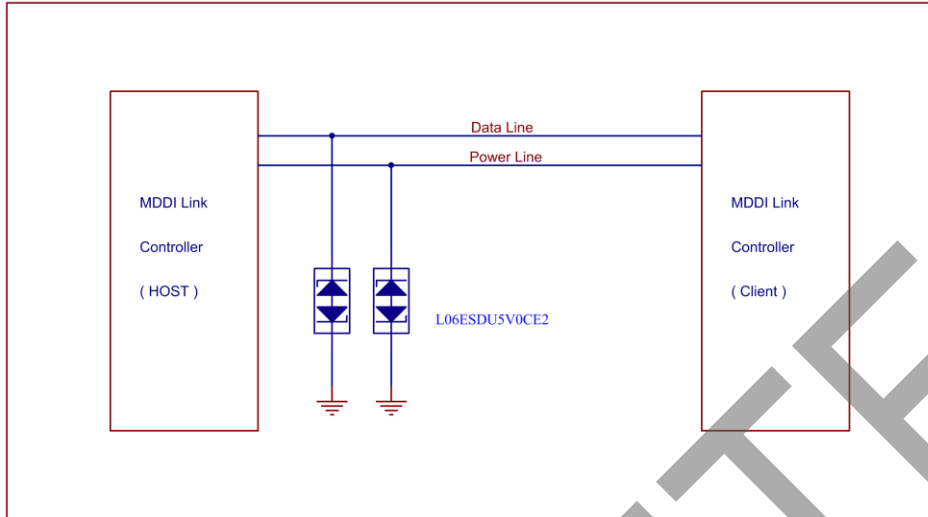 Data Line
Power Line
MDDI Link
Controller
( HOST )
MDDI Link
Controller
( Client )
L06ESDU5V0CE2